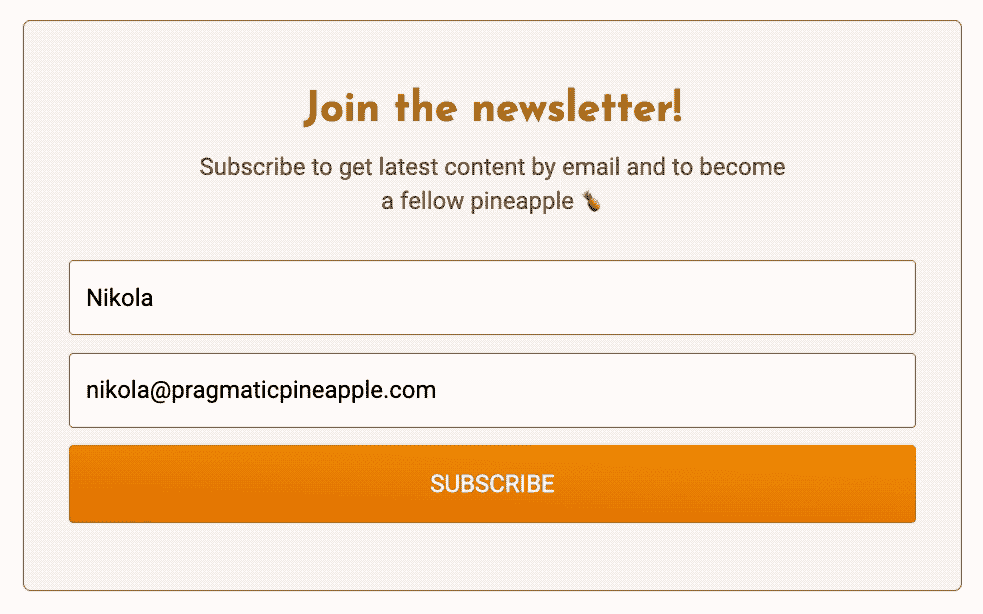 Join the newsletter!
Subscribe to get latest content by email and to become
a fellow pineapple 🍍
Nikola
nikola@pragmaticpineapple.com
SUBSCRIBE